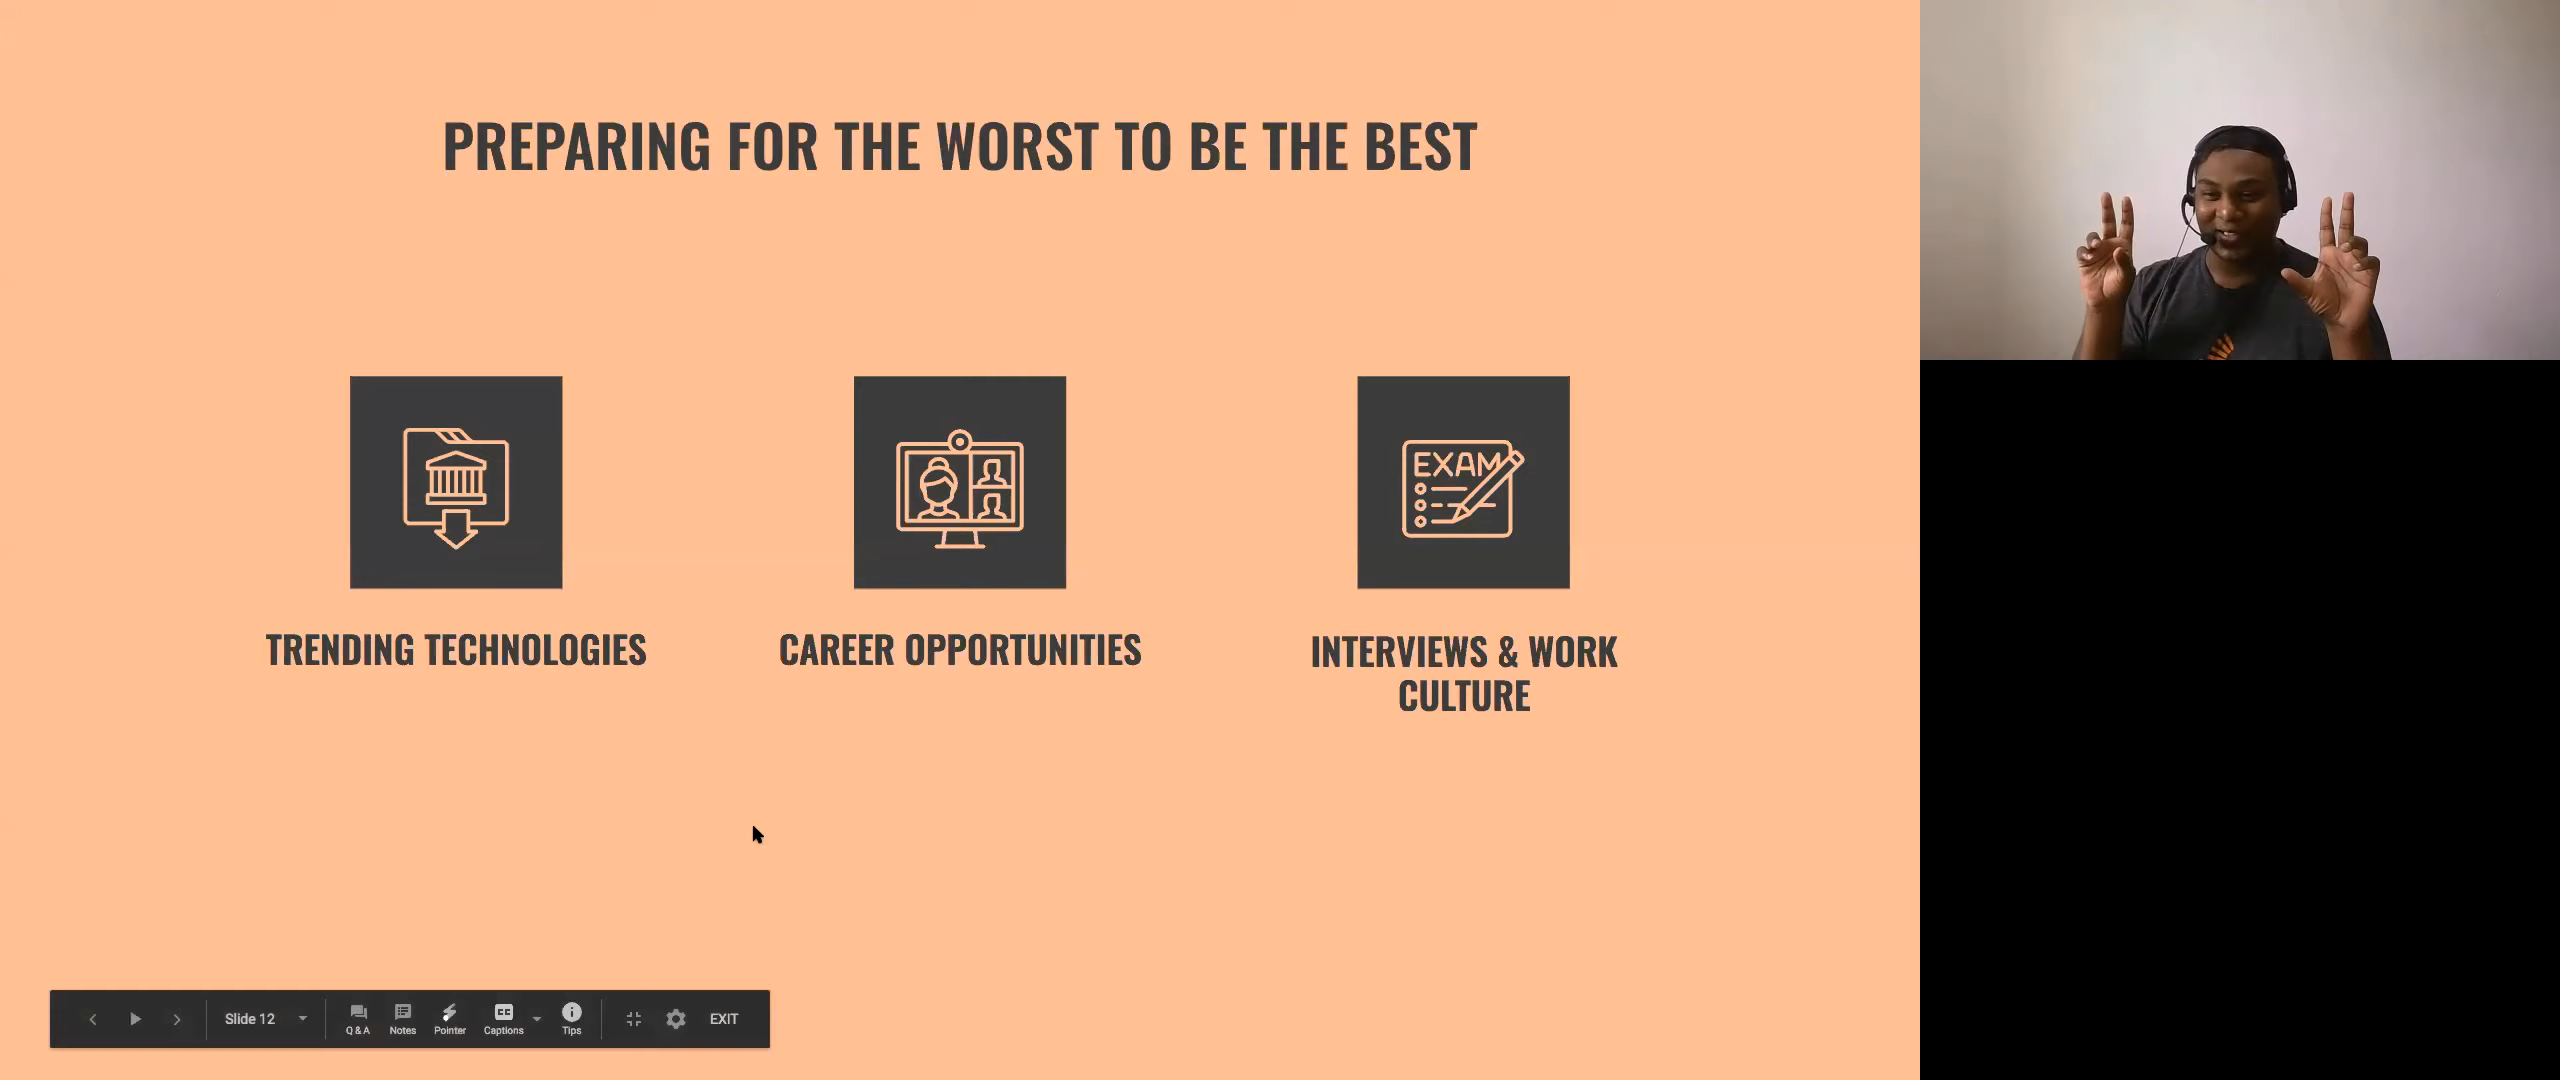 PREPARING FOR THE WORST TO BE THE BEST
EXAM
TRENDING TECHNOLOGIES
CAREER OPPORTUNITIES
INTERVIEWS & WORK
CULTURE
Slide 12
Q & A
Notes
Pointer
CC
Captions
Tips
EXIT